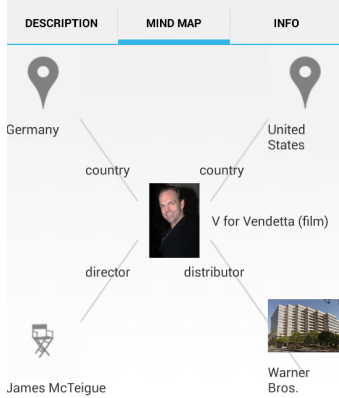 DESCRIPTION MIND MAP INFO
Germany
United
States
country country
V for Vendetta (film)
director distributor
James McTeigue
Warner
Bros.